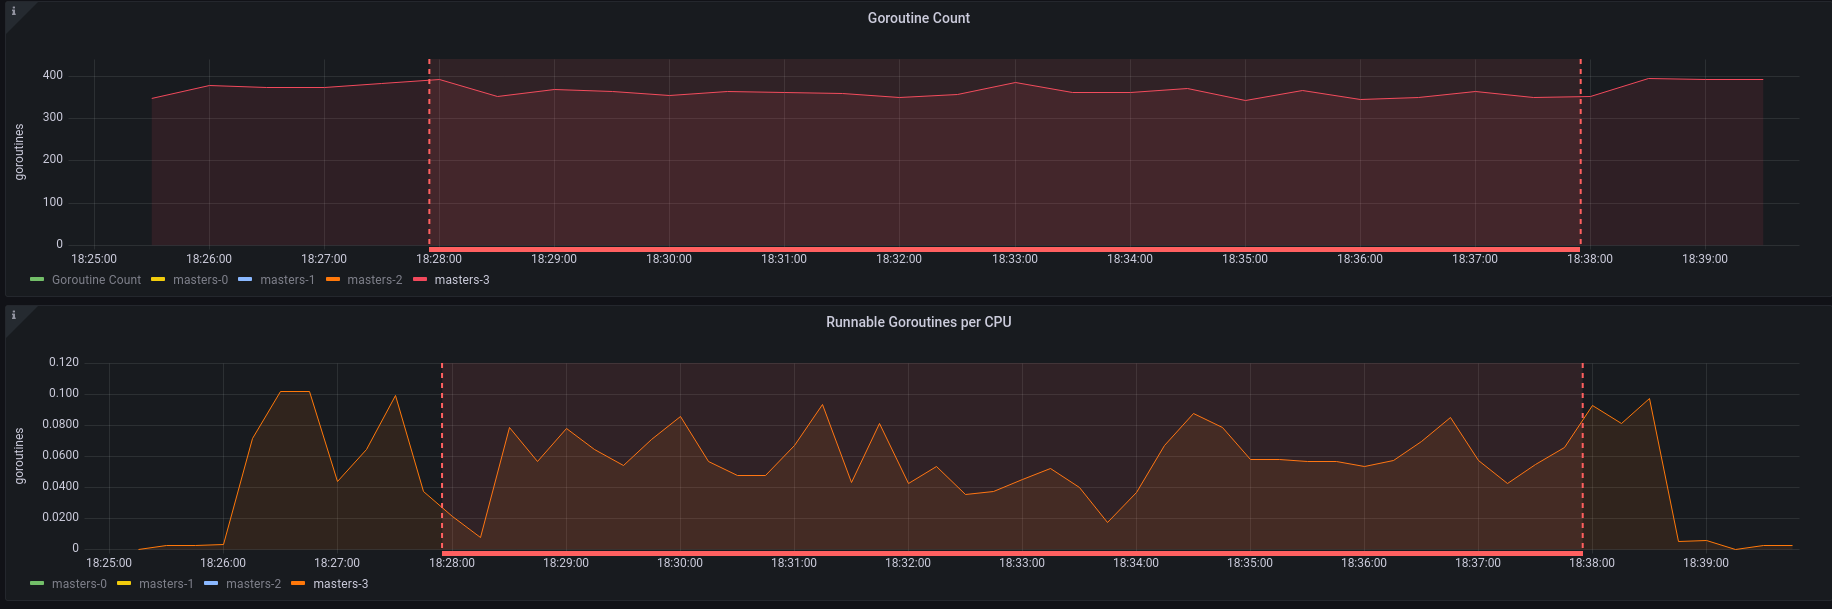 i
Goroutine Count
goroutines
400
300
200
100
0
18:25:00 18:26:00 18:27:00 18:28:00 18:29:00 18:30:00 18:31:00 18:32:00 18:33:00 18:34:00 18:35:00 18:36:00 18:37:00 18:38:00 18:39:00
Goroutine Count masters-0 masters-1 masters-2 masters-3
i
Runnable Goroutines per CPU
goroutines
0.120
0.100
0.0800
0.0600
0.0400
0.0200
0
18:25:00 18:26:00 18:27:00 18:28:00 18:29:00 18:30:00 18:31:00 18:32:00 18:33:00 18:34:00 18:35:00 18:36:00 18:37:00 18:38:00 18:39:00
masters-0 masters-1 masters-2 masters-3